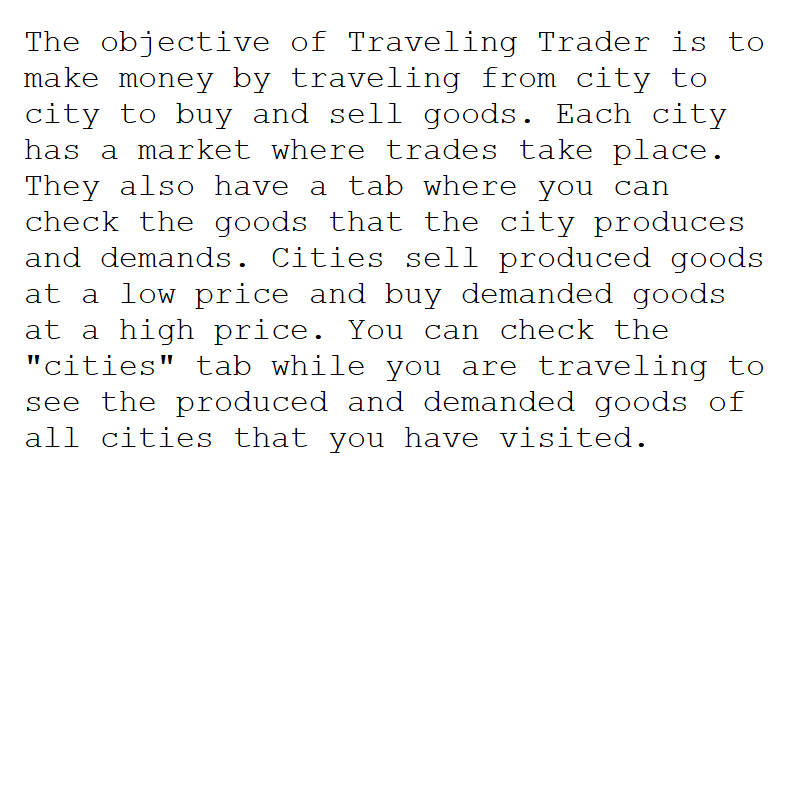 The objective of Traveling Trader is to
make money by traveling from city to
city to buy and sell goods. Each city
has a market where trades take place.
They also have a tab where you can
check the goods that the city produces
and demands. Cities sell produced goods
at a low price and buy demanded goods
at a high price. You can check the
"cities" tab while you are traveling to
see the produced and demanded goods of
all cities that you have visited.